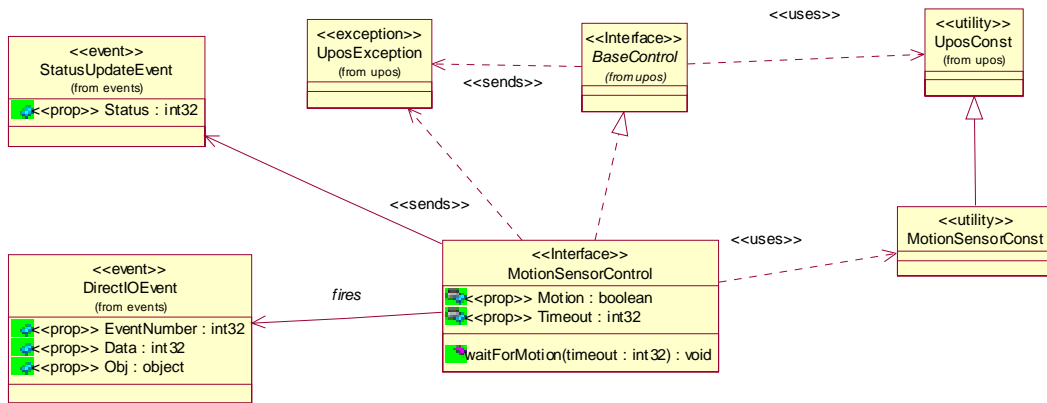 <<event>>
StatusUpdateEvent
(from events)
<<prop>> Status : int32
<<exception>>
UposException
(from upos)
<<sends>>
<<Interface>>
BaseControl
(from upos)
<<uses>>
<<utility>>
UposConst
(from upos)
<<sends>>
<<uses>>
<<utility>>
MotionSensorConst
<<event>>
DirectIOEvent
(from events)
<<prop>> EventNumber : int32
<<prop>> Data : int32
<<prop>> Obj : object
fires
<<Interface>>
MotionSensorControl
<<prop>> Motion : boolean
<<prop>> Timeout : int32
waitForMotion(timeout : int32) : void